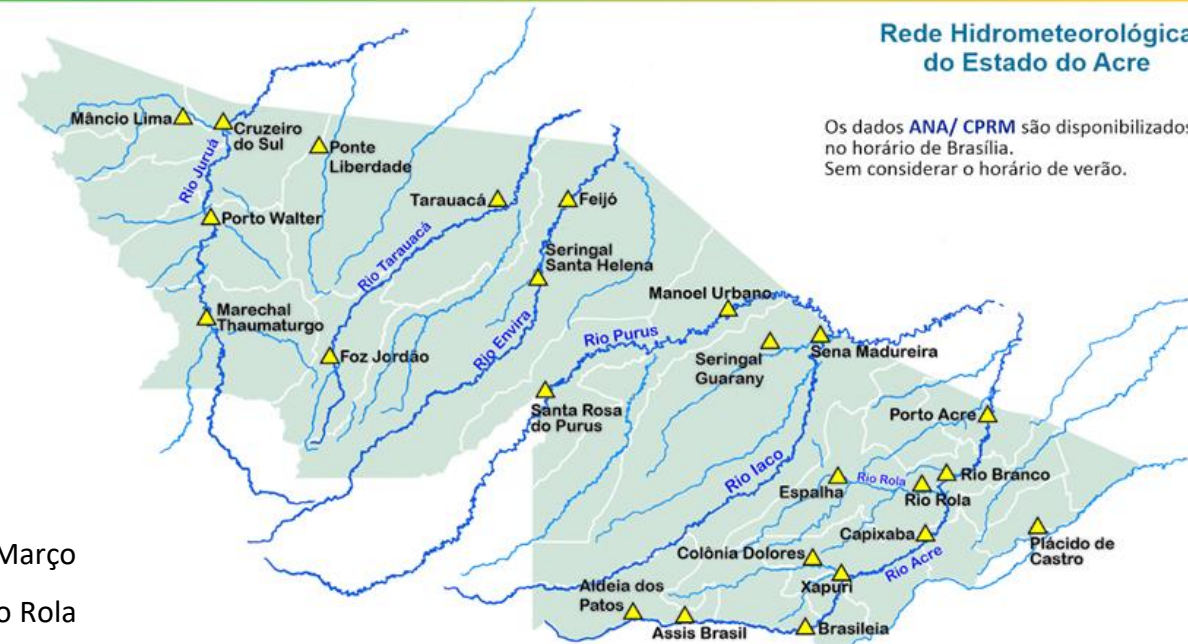 Rede Hidrometeorológica
do Estado do Acre
Os dados ANA/ CPRM são disponibilizados
no horário de Brasília.
Sem considerar o horário de verão.
Mâncio Lima
Cruzeiro
do Sul
Ponte
Liberdade
Rio Juruá
Porto Walter
Tarauacá
Feijó
Rio Tarauacá
Seringal
Santa Helena
Marechal
Thaumaturgo
Foz Jordão
Rio Envira
Manoel Urbano
Rio Purus
Seringal
Guarany
Sena Madureira
Santa Rosa
do Purus
Porto Acre
Rio Iaco
Espalha
Rio Rola
Rio Rola
Rio Branco
Capixaba
Plácido de
Castro
Colônia Dolores
Rio Acre
Xapuri
Aldeia dos
Patos
Assis Brasil
Brasileia
Março
o Rola